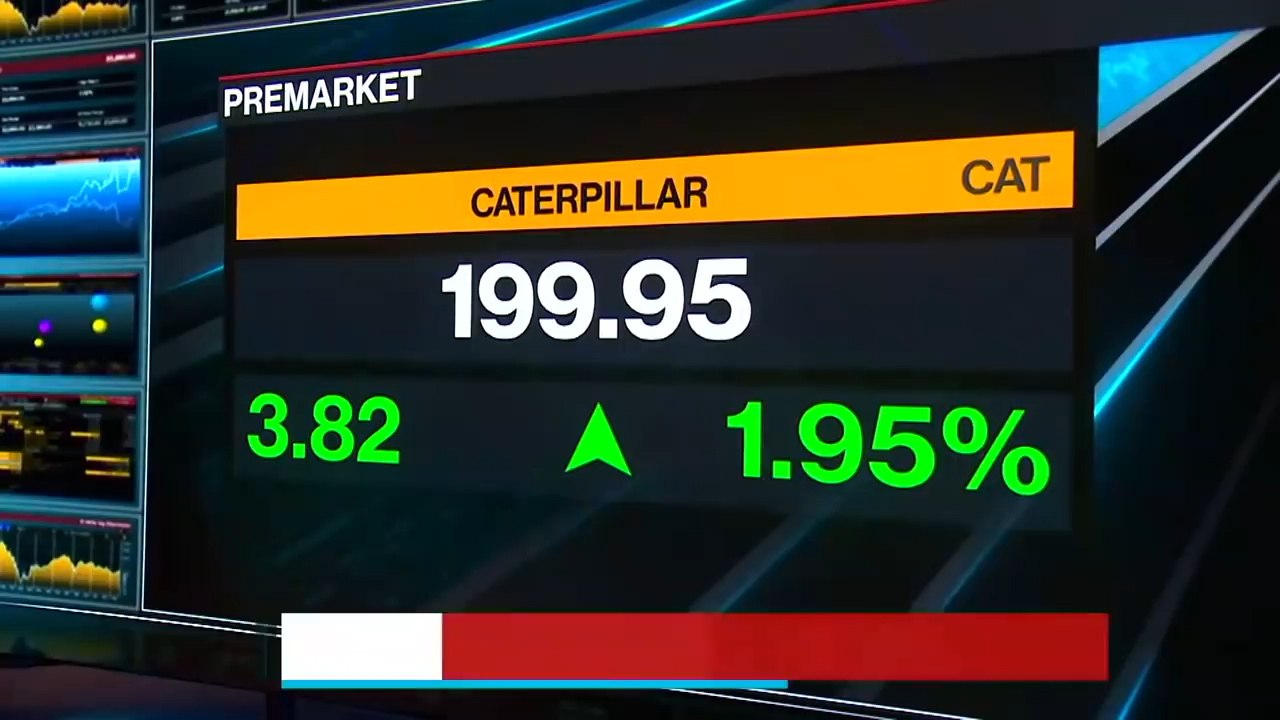 PREMARKET
CATERPILLAR CAT
199.95
3.82 ▲ 1.95%